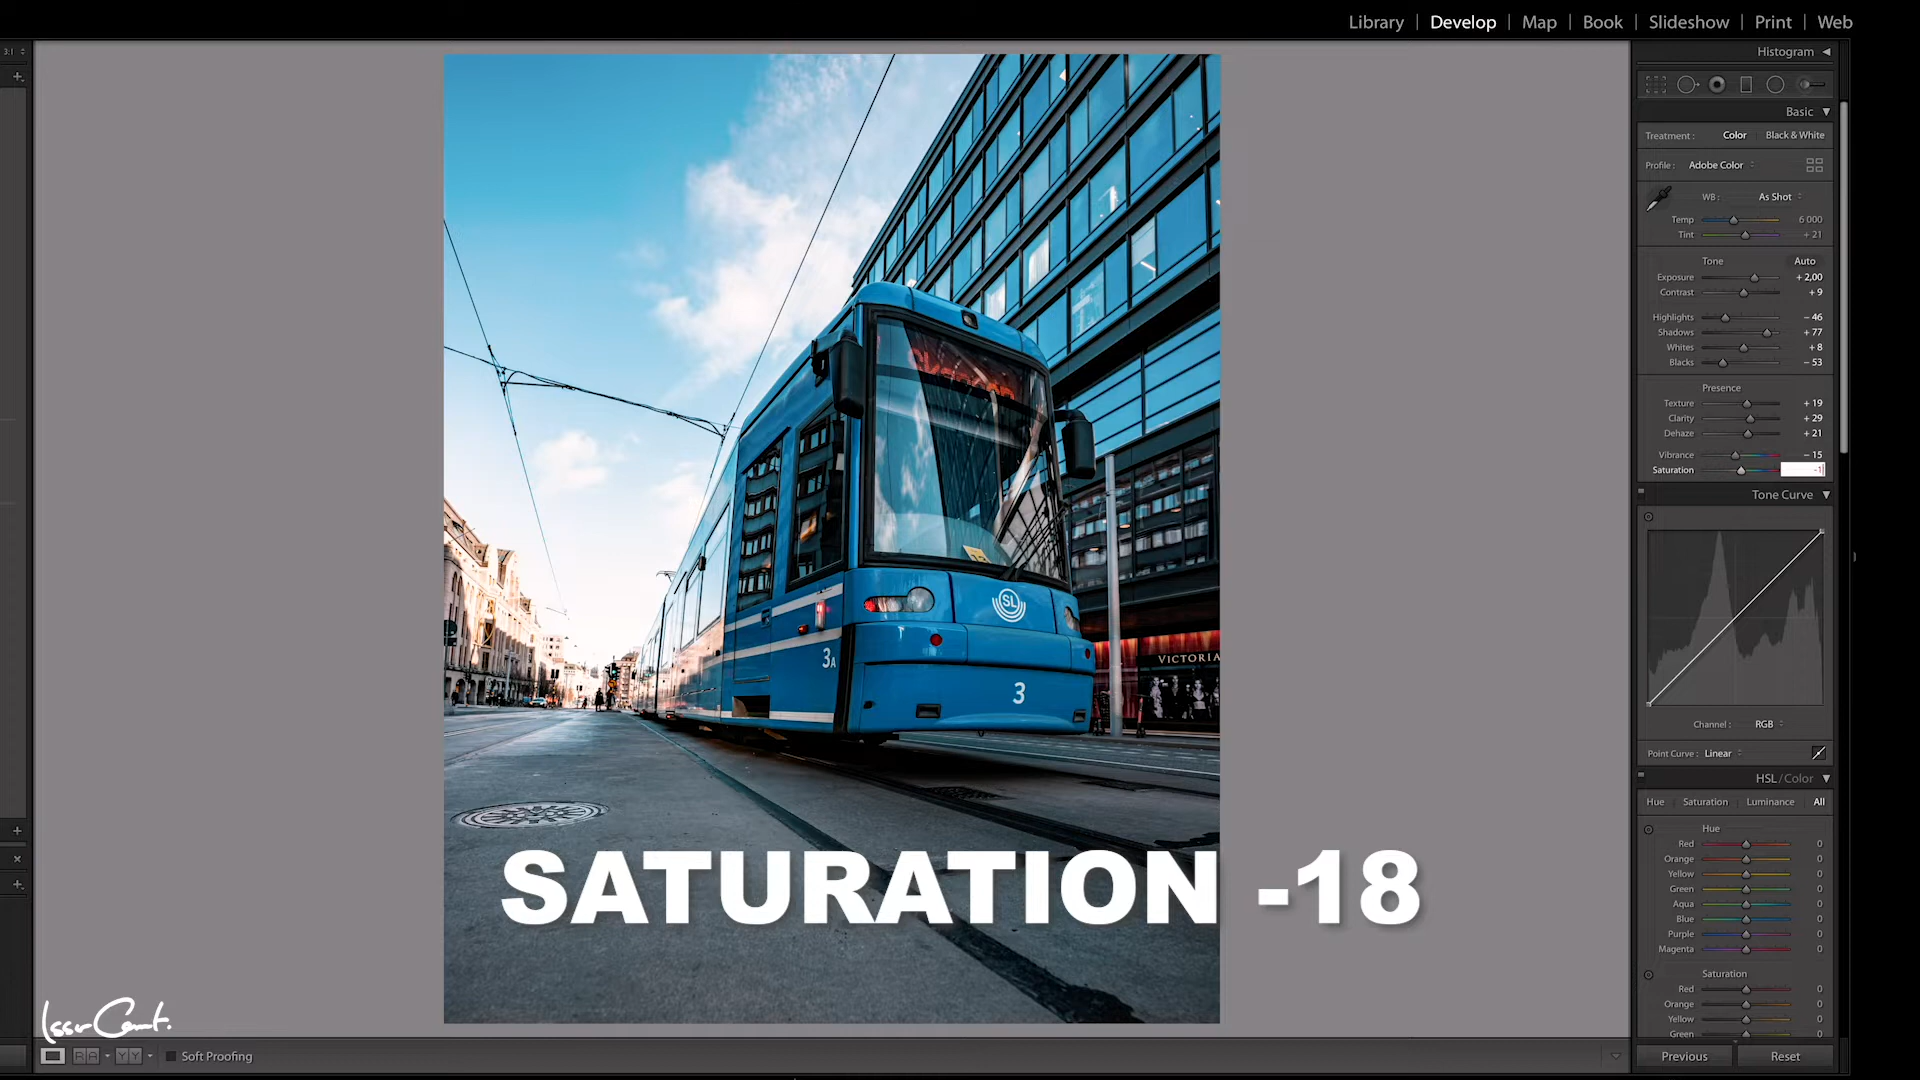 Library | Develop | Map | Book | Slideshow | Print | Web
3:1
Histogram
Basic
Treatment : Color Black & White
Profile : Adobe Color
WB : As Shot
Temp 6 000
Tint + 21
Tone Auto
Exposure + 2,00
Contrast + 9
Highlights − 46
Shadows + 77
Whites + 8
Blacks − 53
Presence
Texture + 19
Clarity + 29
Dehaze + 21
Vibrance − 15
Saturation -1
Tone Curve
Channel : RGB
Point Curve : Linear
HSL / Color
Hue Saturation Luminance All
Hue
Red 0
Orange 0
Yellow 0
Green 0
Aqua 0
Blue 0
Purple 0
Magenta 0
Saturation
Red 0
Orange 0
Yellow 0
Green 0
Previous Reset
SL
3A
3
VICTORIA
SATURATION -18
R A Y Y Soft Proofing